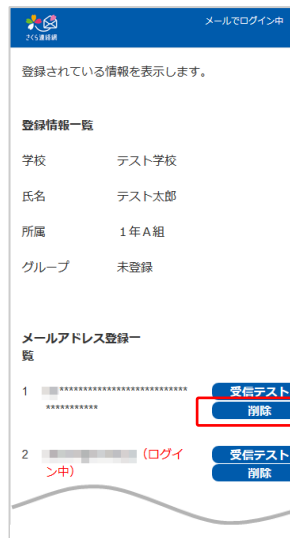 メールでログイン中
さくら連絡網
登録されている情報を表示します。
登録情報一覧
学校 テスト学校
氏名 テスト太郎
所属 1年A組
グループ 未登録
メールアドレス登録一
覧
1 **************************** 受信テスト
*********** 削除
2 (ログイ 受信テスト
ン中) 削除